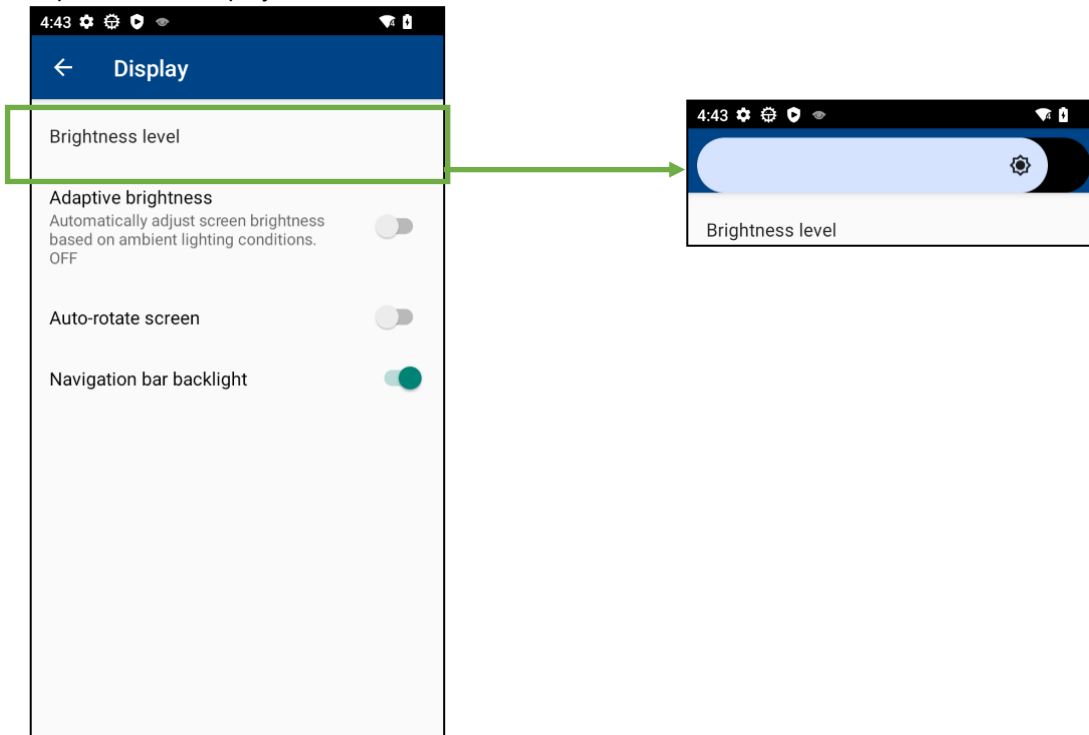 4:43
Display
Brightness level
Adaptive brightness
Automatically adjust screen brightness
based on ambient lighting conditions.
OFF
Auto-rotate screen
Navigation bar backlight
4:43
Brightness level